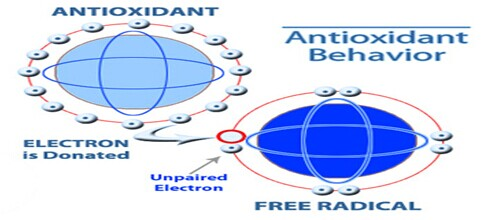 ANTIOXIDANT
Antioxidant
Behavior
ELECTRON
is Donated
Unpaired
Electron
FREE RADICAL